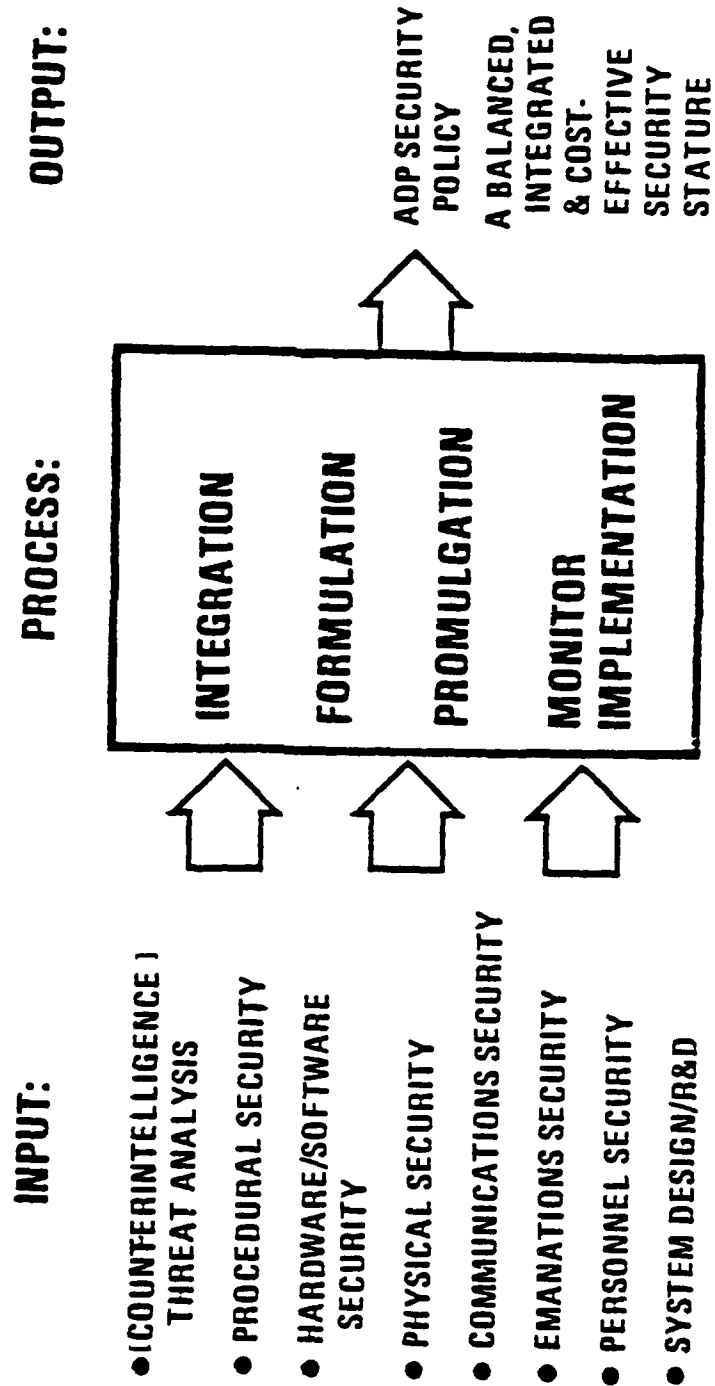 INPUT:
● (COUNTERINTELLIGENCE)
THREAT ANALYSIS
● PROCEDURAL SECURITY
● HARDWARE/SOFTWARE
SECURITY
● PHYSICAL SECURITY
● COMMUNICATIONS SECURITY
● EMANATIONS SECURITY
● PERSONNEL SECURITY
● SYSTEM DESIGN/R&D
PROCESS:
INTEGRATION
FORMULATION
PROMULGATION
MONITOR
IMPLEMENTATION
OUTPUT:
ADP SECURITY
POLICY
A BALANCED,
INTEGRATED
& COST-
EFFECTIVE
SECURITY
STATURE